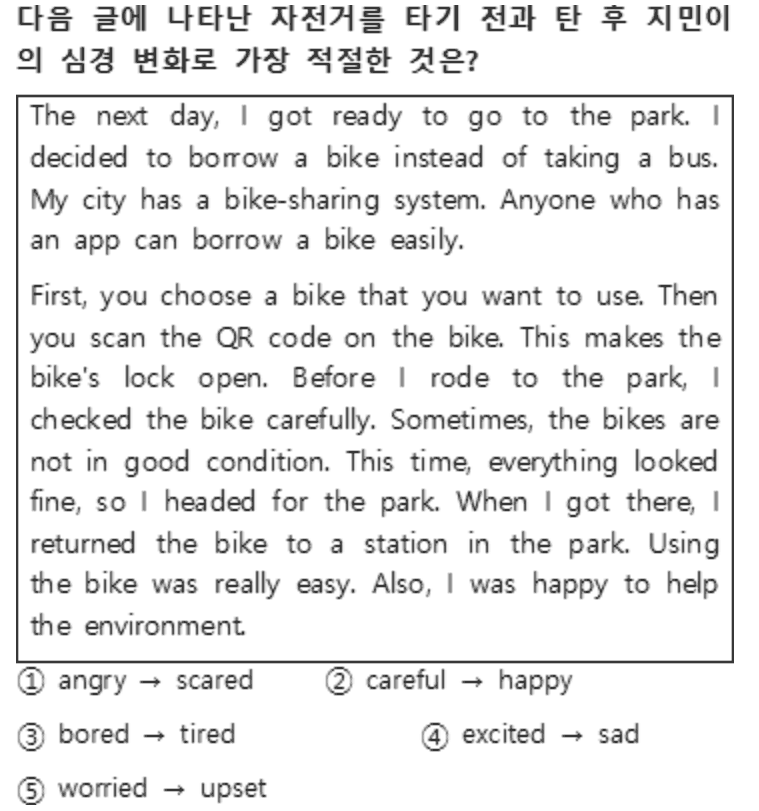 다음 글에 나타난 자전거를 타기 전과 탄 후 지민이
의 심경 변화로 가장 적절한 것은?
The next day, I got ready to go to the park. I
decided to borrow a bike instead of taking a bus.
My city has a bike-sharing system. Anyone who has
an app can borrow a bike easily.
First, you choose a bike that you want to use. Then
you scan the QR code on the bike. This makes the
bike's lock open. Before I rode to the park, I
checked the bike carefully. Sometimes, the bikes are
not in good condition. This time, everything looked
fine, so I headed for the park. When I got there, I
returned the bike to a station in the park. Using
the bike was really easy. Also, I was happy to help
the environment.
① angry → scared ② careful → happy
③ bored → tired ④ excited → sad
⑤ worried → upset